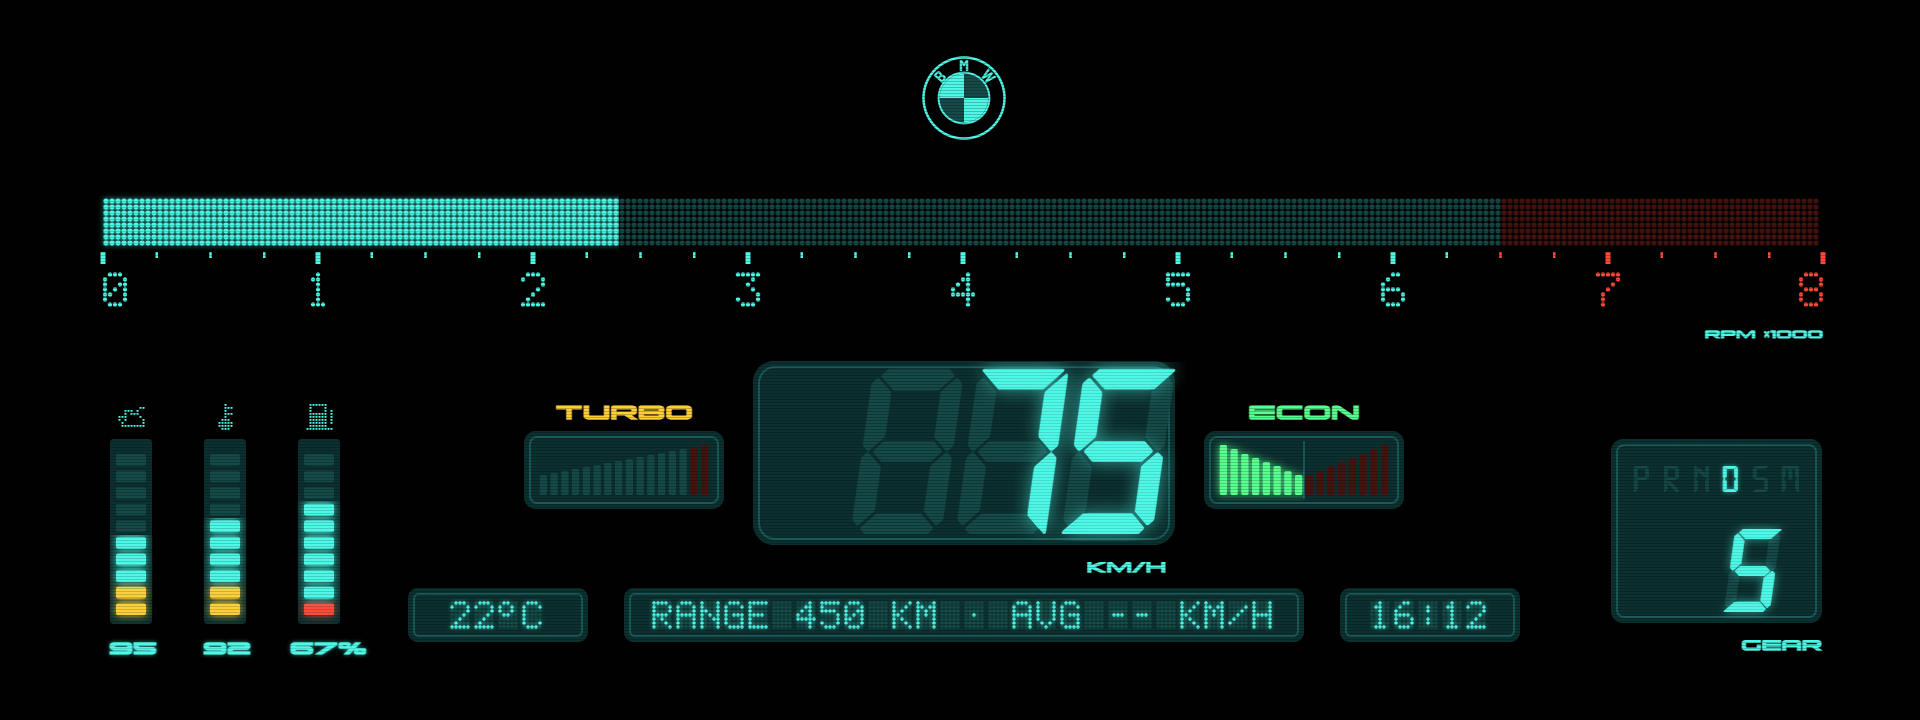 BMW
0 1 2 3 4 5 6 7 8
RPM x1000
TURBO
75
KM/H
ECON
95 92 67%
22°C
RANGE 450 KM · AVG -- KM/H
16:12
P R N D S M
5
GEAR